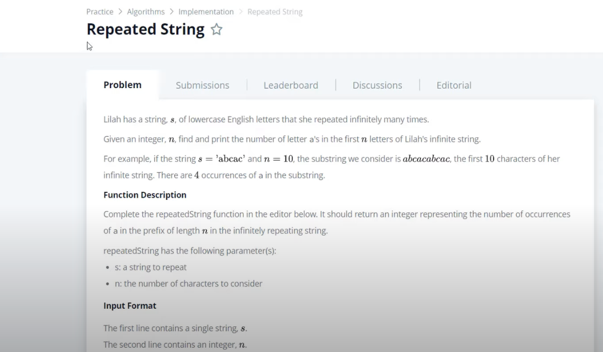 Practice > Algorithms > Implementation > Repeated String
Repeated String
Problem Submissions Leaderboard Discussions Editorial
Lilah has a string, s, of lowercase English letters that she repeated infinitely many times.
Given an integer, n, find and print the number of letter a's in the first n letters of Lilah's infinite string.
For example, if the string s = 'abcac' and n = 10, the substring we consider is abcacabcac, the first 10 characters of her
infinite string. There are 4 occurrences of a in the substring.
Function Description
Complete the repeatedString function in the editor below. It should return an integer representing the number of occurrences
of a in the prefix of length n in the infinitely repeating string.
repeatedString has the following parameter(s):
• s: a string to repeat
• n: the number of characters to consider
Input Format
The first line contains a single string, s.
The second line contains an integer, n.